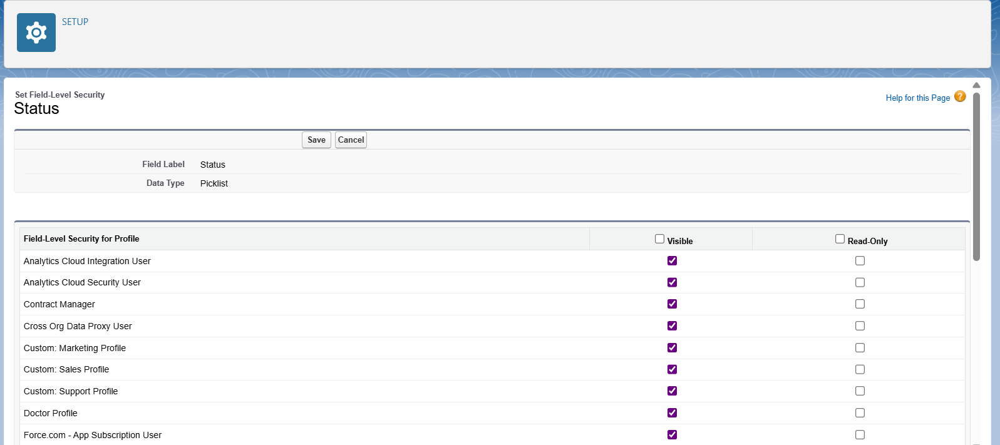 SETUP
Set Field-Level Security
Status
Help for this Page ?
Save Cancel
Field Label Status
Data Type Picklist
Field-Level Security for Profile Visible Read-Only
Analytics Cloud Integration User
Analytics Cloud Security User
Contract Manager
Cross Org Data Proxy User
Custom: Marketing Profile
Custom: Sales Profile
Custom: Support Profile
Doctor Profile
Force.com - App Subscription User